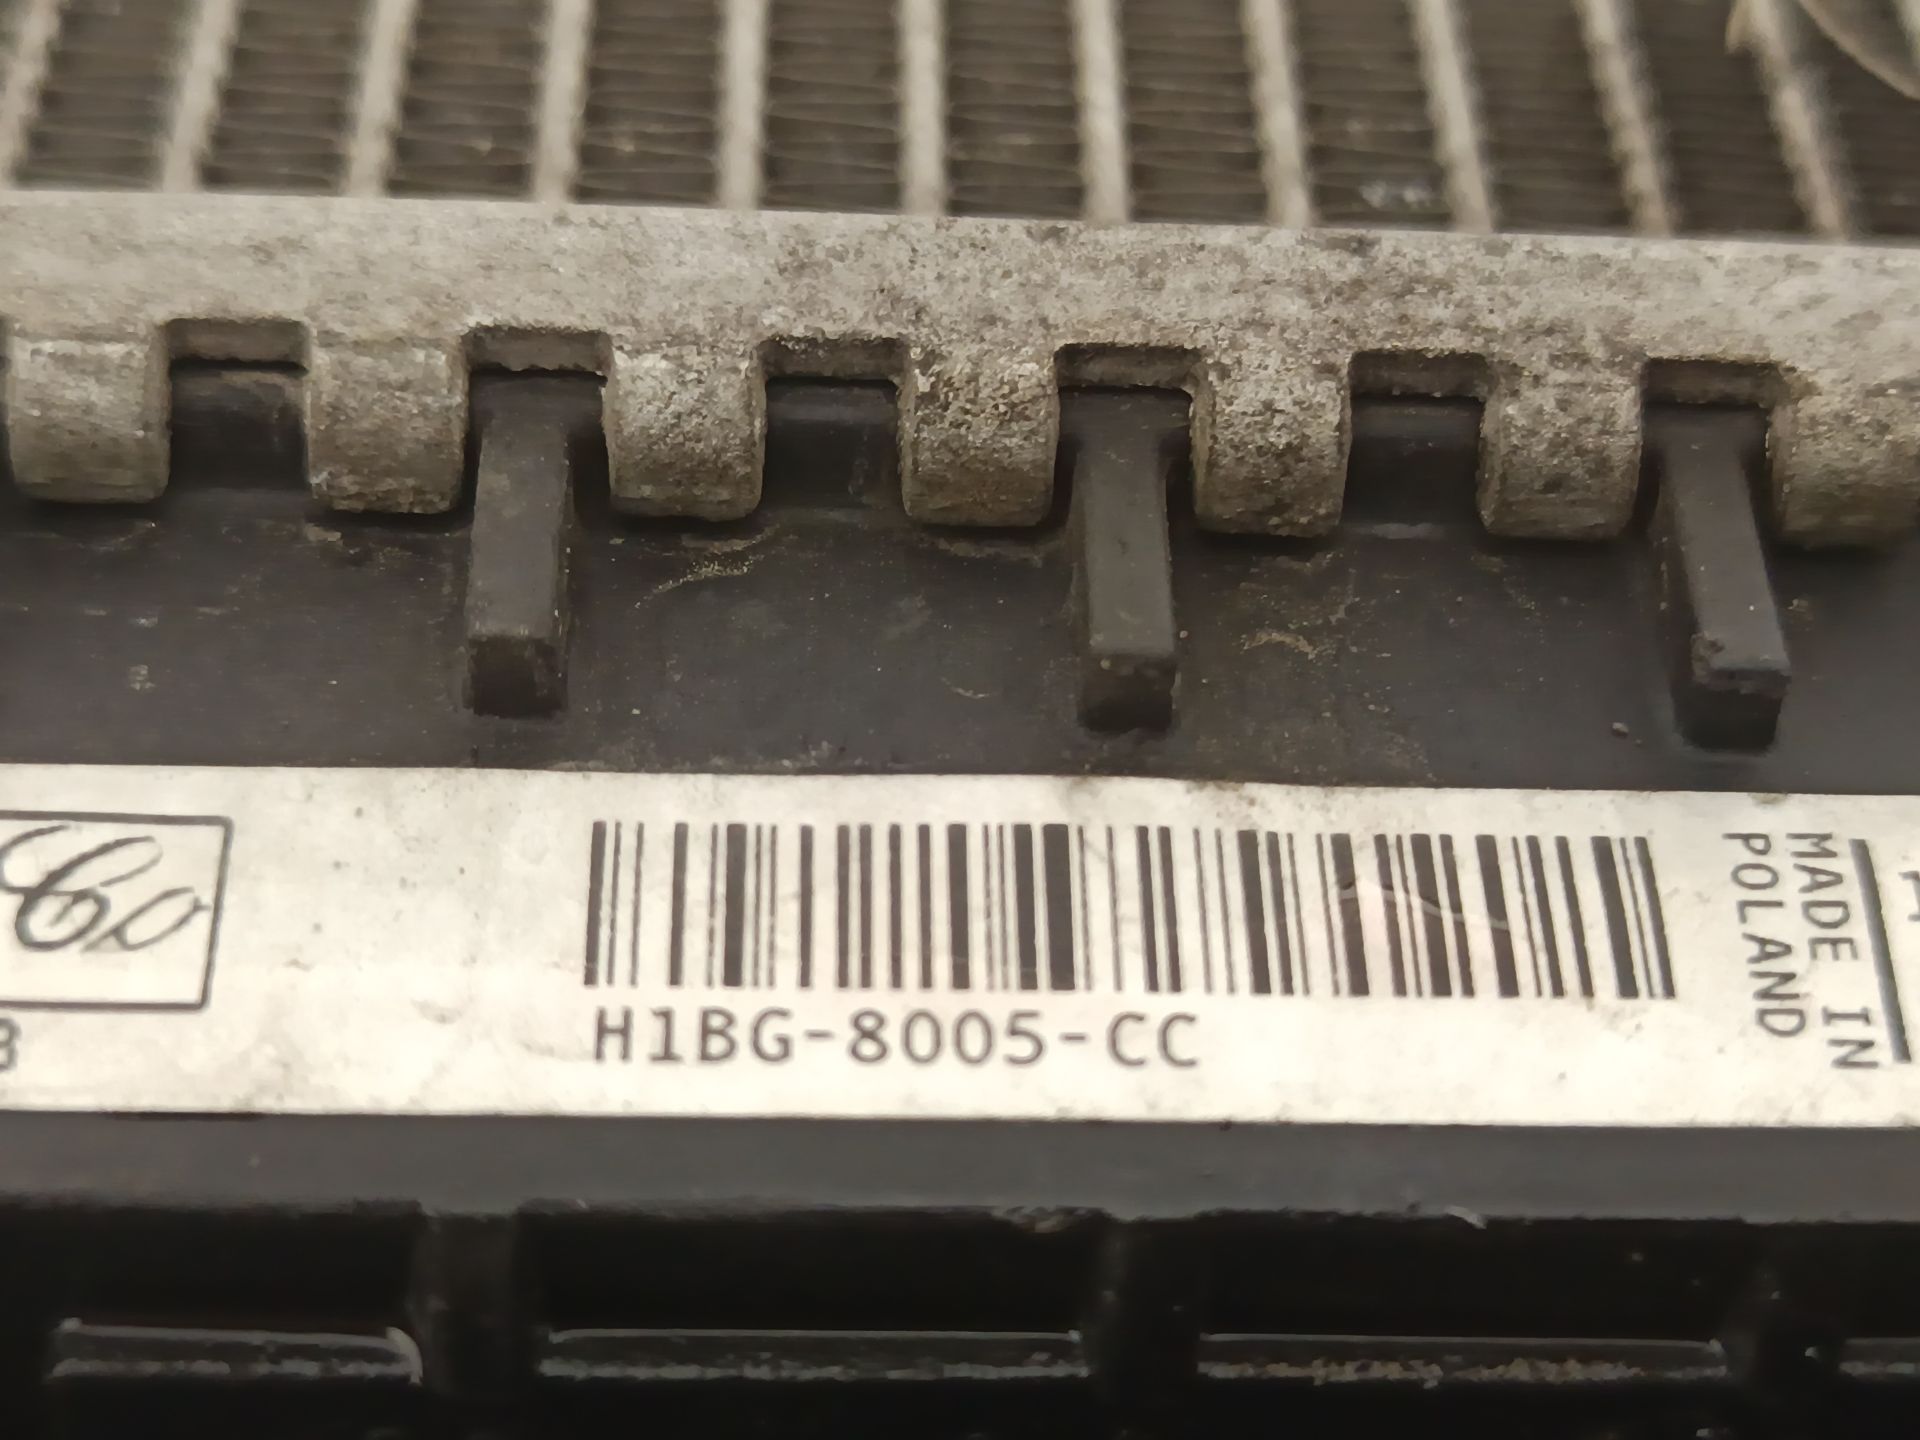 H1BG-8005-CC
MADE IN
POLAND